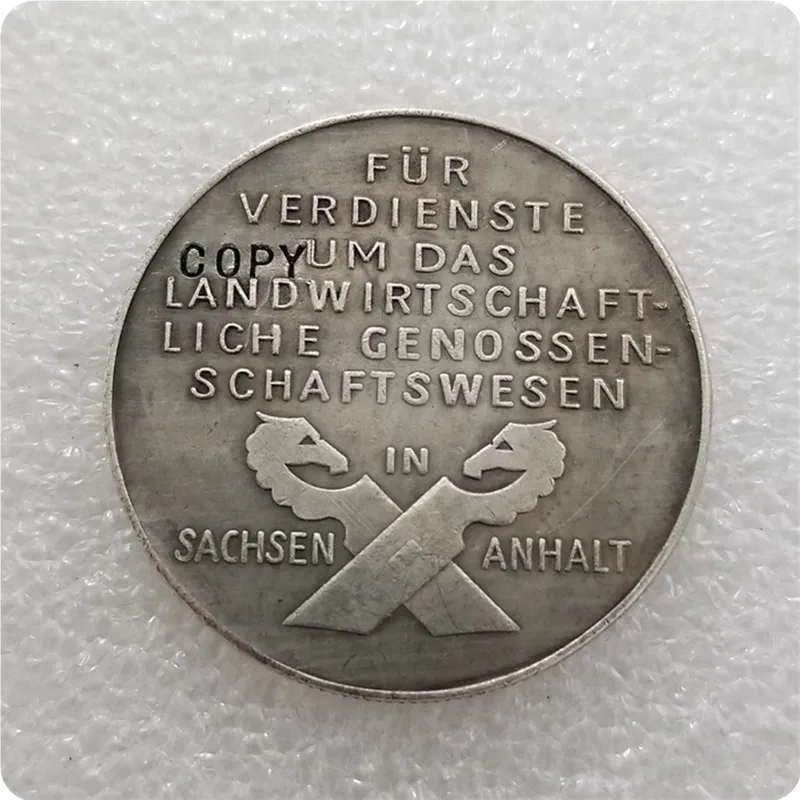 FÜR
VERDIENSTE
COPY UM DAS
LANDWIRTSCHAFT-
LICHE GENOSSEN-
SCHAFTSWESEN
IN
SACHSEN ANHALT